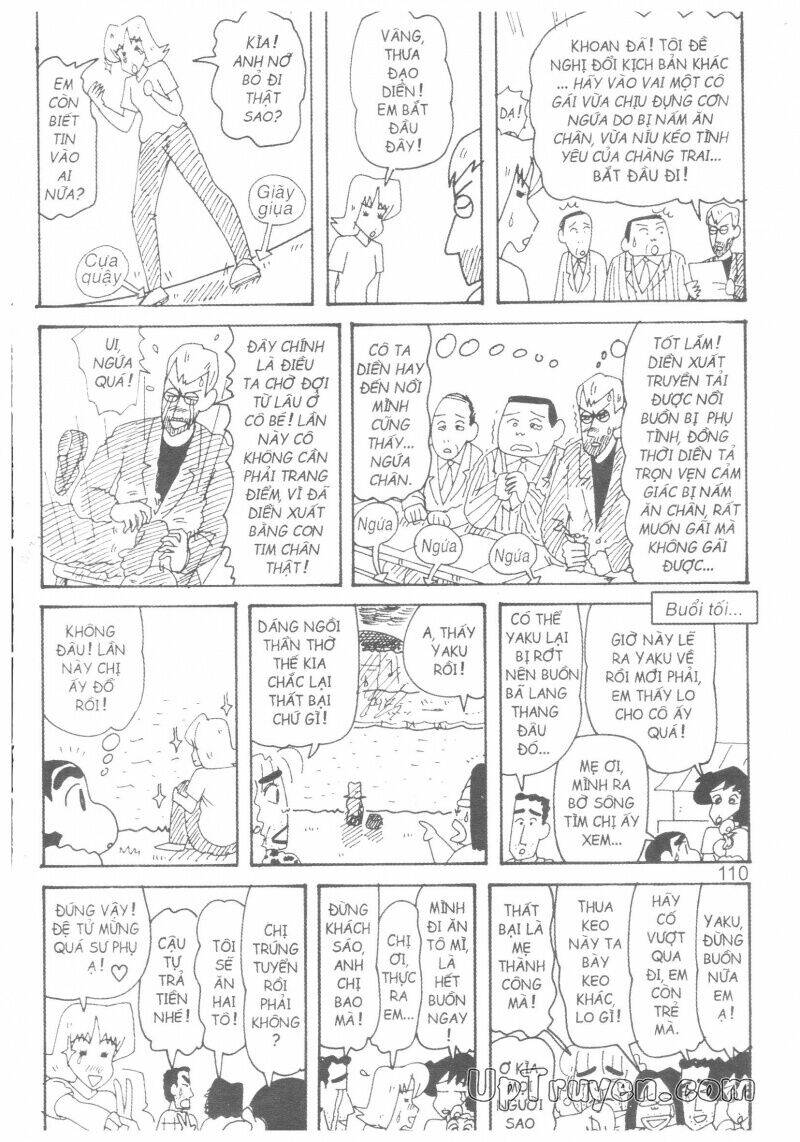 KHOAN ĐÃ! TÔI ĐỀ
NGHỊ ĐỔI KỊCH BẢN KHÁC
... HÃY VÀO VAI MỘT CÔ
GÁI VỪA CHỊU ĐỰNG CƠN
NGỨA DO BỊ NẤM ĂN
CHÂN, VỪA NÍU KÉO TÌNH
YÊU CỦA CHÀNG TRAI...
BẮT ĐẦU ĐI!
DẠ!
VÂNG,
THƯA
ĐẠO
DIỄN!
EM BẮT
ĐẦU
ĐÂY!
KÌA!
ANH NỠ
BỎ ĐI
THẬT
SAO?
EM
CÒN
BIẾT
TIN
VÀO
AI
NỮA?
Giãy
giụa
Cựa
quậy
TỐT LẮM!
DIỄN XUẤT
TRUYỀN TẢI
ĐƯỢC NỖI
BUỒN BỊ PHỤ
TÌNH, ĐỒNG
THỜI DIỄN TẢ
TRỌN VẸN CẢM
GIÁC BỊ NẤM
ĂN CHÂN, RẤT
MUỐN GÃI MÀ
KHÔNG GÃI
ĐƯỢC...
CÔ TA
DIỄN HAY
ĐẾN NỖI
MÌNH
CŨNG
THẤY...
NGỨA
CHÂN.
Ngứa
Ngứa
Ngứa
ĐÂY CHÍNH
LÀ ĐIỀU
TA CHỜ ĐỢI
TỪ LÂU Ở
CÔ BÉ! LẦN
NÀY CÔ
KHÔNG CẦN
PHẢI TRANG
ĐIỂM, VÌ ĐÃ
DIỄN XUẤT
BẰNG CON
TIM CHÂN
THẬT!
UI,
NGỨA
QUÁ!
Buổi tối...
GIỜ NÀY LẼ
RA YAKU VỀ
RỒI MỚI PHẢI,
EM THẤY LO
CHO CÔ ẤY
QUÁ!
CÓ THỂ
YAKU LẠI
BỊ RỚT
NÊN BUỒN
BÃ LANG
THANG
ĐÂU
ĐÓ...
MẸ ƠI,
MÌNH RA
BỜ SÔNG
TÌM CHỊ ẤY
XEM...
A, THẤY
YAKU
RỒI!
DÁNG NGỒI
THẪN THỜ
THẾ KIA
CHẮC LẠI
THẤT BẠI
CHỨ GÌ!
KHÔNG
ĐÂU! LẦN
NÀY CHỊ
ẤY ĐỖ
RỒI!
110
YAKU,
ĐỪNG
BUỒN
NỮA
EM
Ạ!
HÃY
CỐ
VƯỢT
QUA
ĐI, EM
CÒN
TRẺ
MÀ.
THUA
KEO
NÀY TA
BÀY
KEO
KHÁC,
LO GÌ!
THẤT
BẠI LÀ
MẸ
THÀNH
CÔNG
MÀ!
Ơ KÌA
MỌI
NGƯỜI
SAO
MÌNH
ĐI ĂN
TÔ MÌ,
LÀ
HẾT
BUỒN
NGAY!
CHỊ
ƠI,
THỰC
RA
EM...
ĐỪNG
KHÁCH
SÁO,
ANH
CHỊ
BAO
MÀ!
CHỊ
TRÚNG
TUYỂN
RỒI
PHẢI
KHÔNG?
TÔI
SẼ
ĂN
HAI
TÔ!
CẬU
TỰ
TRẢ
TIỀN
NHÉ!
ĐÚNG VẬY!
ĐỆ TỬ MỪNG
QUÁ SƯ PHỤ
Ạ! ♡
UpTruyen.com